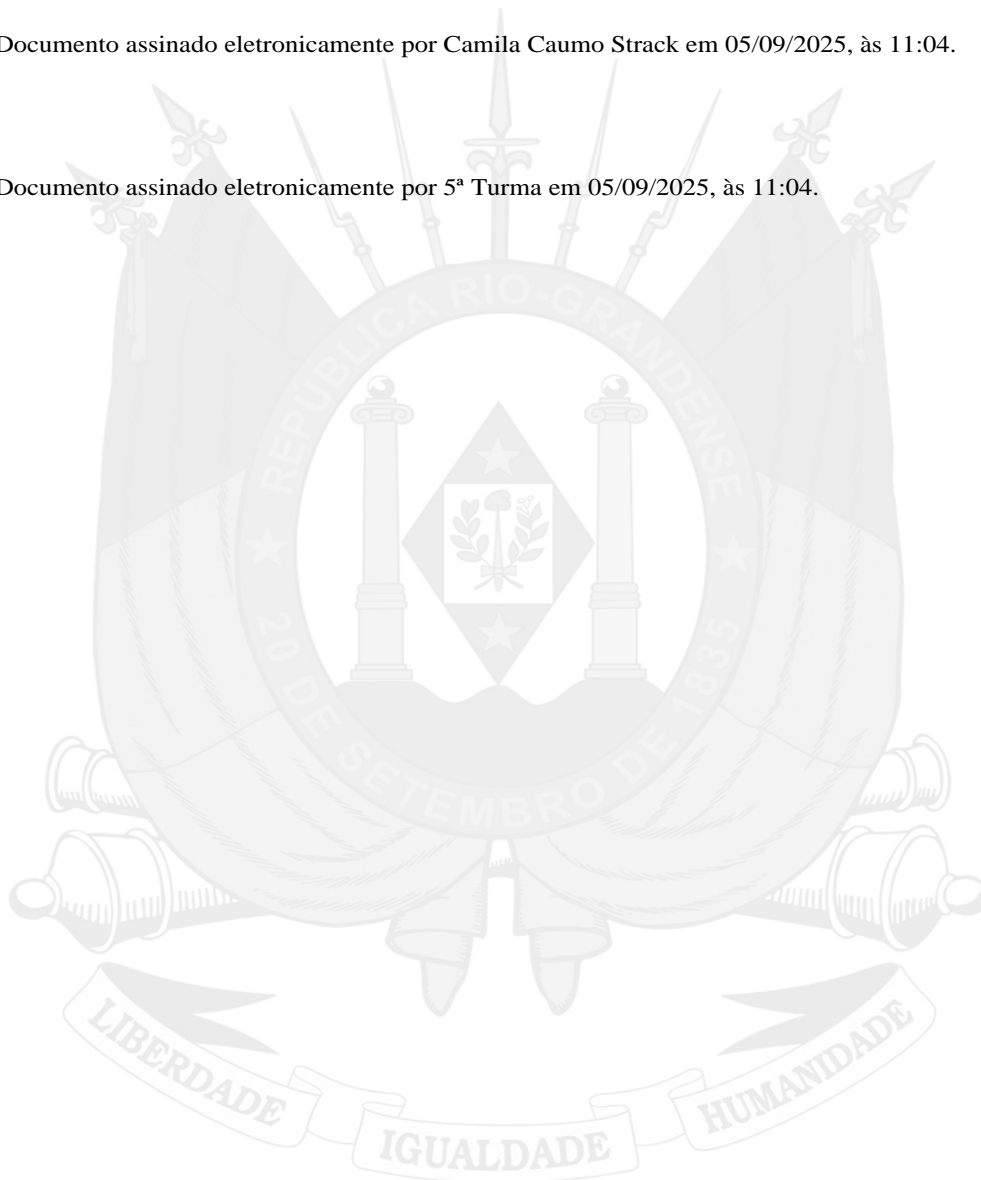 Documento assinado eletronicamente por Camila Caumo Strack em 05/09/2025, às 11:04.
Documento assinado eletronicamente por 5ª Turma em 05/09/2025, às 11:04.
REPÚBLICA RIO-GRANDENSE
20 DE SETEMBRO DE 1835
LIBERDADE
IGUALDADE
HUMANIDADE